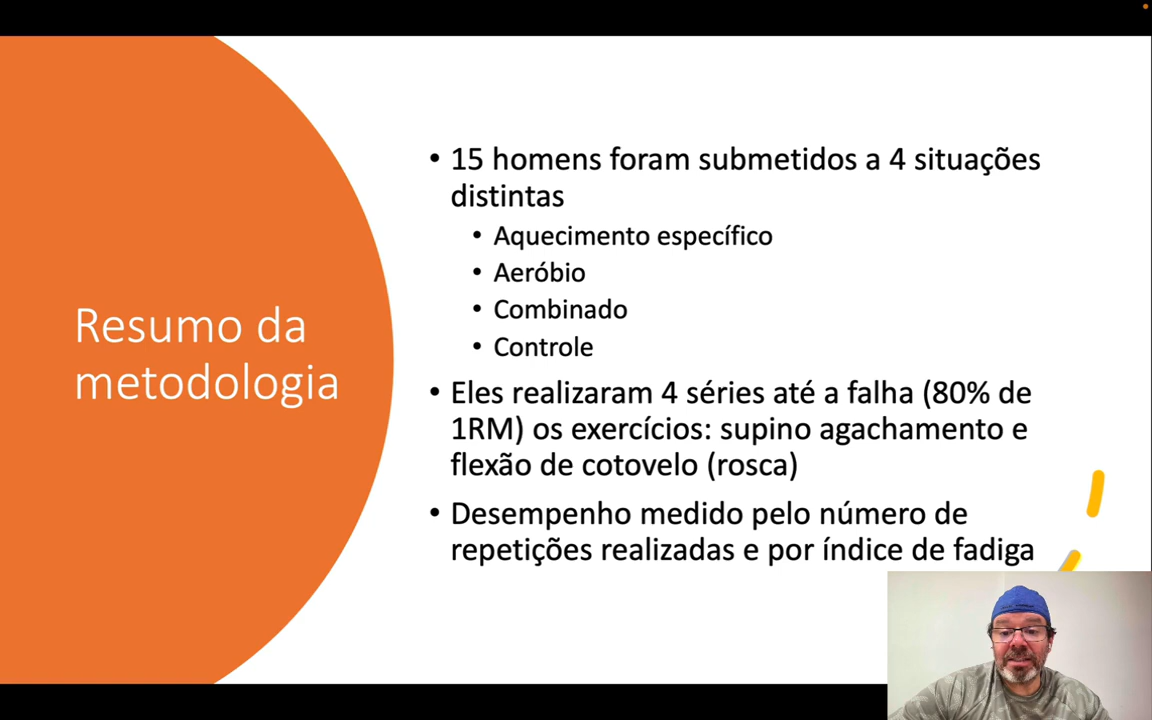 Resumo da
metodologia
• 15 homens foram submetidos a 4 situações
distintas
• Aquecimento específico
• Aeróbio
• Combinado
• Controle
• Eles realizaram 4 séries até a falha (80% de
1RM) os exercícios: supino agachamento e
flexão de cotovelo (rosca)
• Desempenho medido pelo número de
repetições realizadas e por índice de fadiga